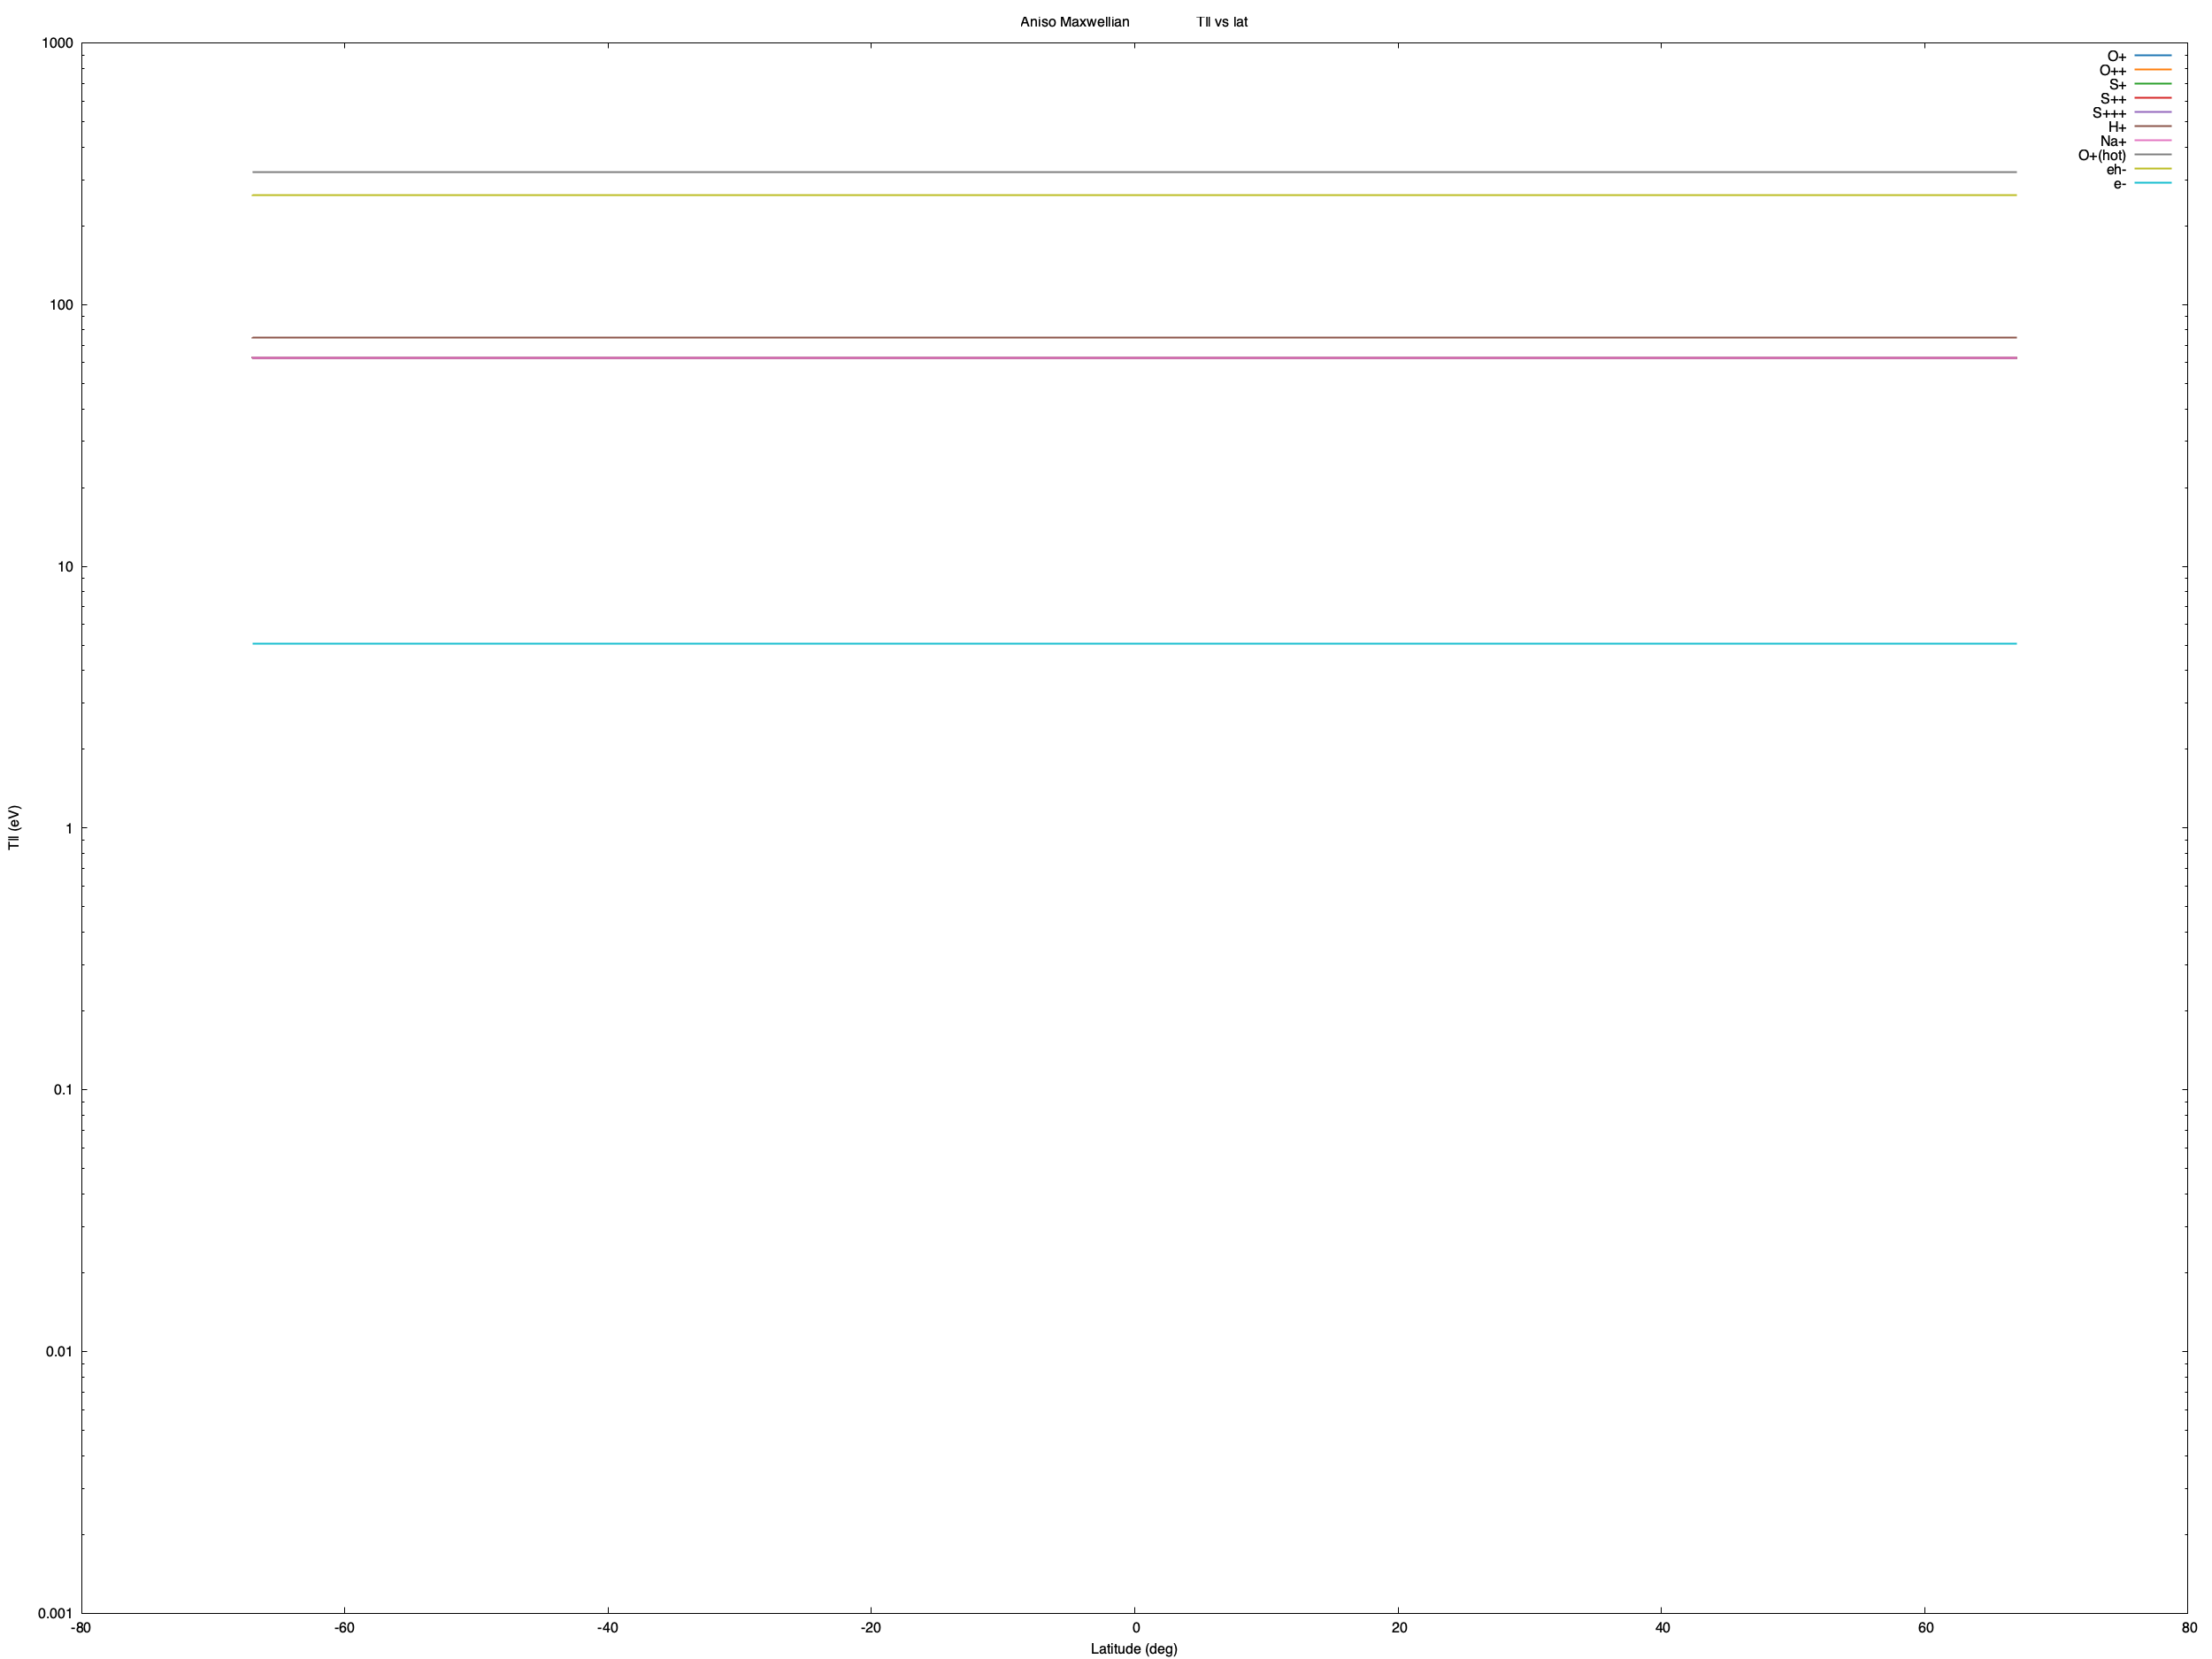 Aniso Maxwellian T|| vs lat
1000
100
10
1
0.1
0.01
0.001
T|| (eV)
O+
O++
S+
S++
S+++
H+
Na+
O+(hot)
eh-
e-
-80 -60 -40 -20 0 20 40 60 80
Latitude (deg)